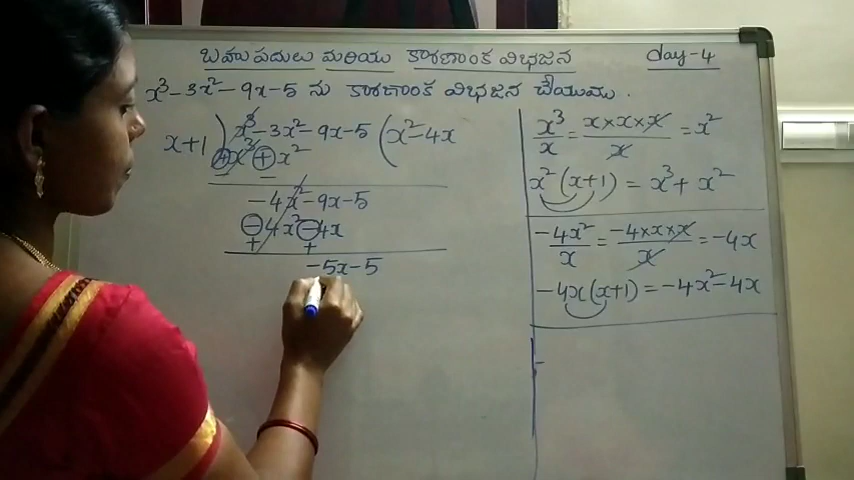 బహుపదులు మరియు కారణాంక విభజన day-4
x³-3x²-9x-5 ను కారణాంక విభజన చేయుము.
x+1) x³-3x²-9x-5 (x²-4x
+x³+x²
- -
-4x²-9x-5
-4x²-4x
+ +
-5x-5
x³/x = x×x×x/x = x²
x²(x+1) = x³+x²
-4x²/x = -4×x×x/x = -4x
-4x(x+1) = -4x²-4x
-